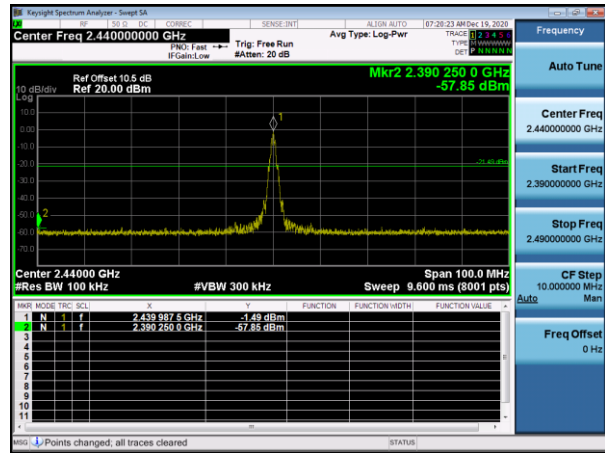 Keysight Spectrum Analyzer - Swept SA
RF 50 Ω DC CORREC SENSE:INT ALIGN AUTO 07:20:23 AM Dec 19, 2020
Center Freq 2.440000000 GHz
PNO: Fast
IFGain:Low
Trig: Free Run
#Atten: 20 dB
Avg Type: Log-Pwr
TRACE 1 2 3 4 5 6
TYPE M
DET P N N N N N
Ref Offset 10.5 dB
10 dB/div Ref 20.00 dBm
Log
Mkr2 2.390 250 0 GHz
-57.85 dBm
10.0
0.00
-10.0
-20.0
-30.0
-40.0
-50.0
-60.0
-70.0
1
2
-21.49 dBm
Center 2.44000 GHz Span 100.0 MHz
#Res BW 100 kHz #VBW 300 kHz Sweep 9.600 ms (8001 pts)
MKR MODE TRC SCL X Y FUNCTION FUNCTION WIDTH FUNCTION VALUE
1 N 1 f 2.439 987 5 GHz -1.49 dBm
2 N 1 f 2.390 250 0 GHz -57.85 dBm
3
4
5
6
7
8
9
10
11
MSG Points changed; all traces cleared STATUS
Frequency
Auto Tune
Center Freq
2.440000000 GHz
Start Freq
2.390000000 GHz
Stop Freq
2.490000000 GHz
CF Step
10.000000 MHz
Auto Man
Freq Offset
0 Hz